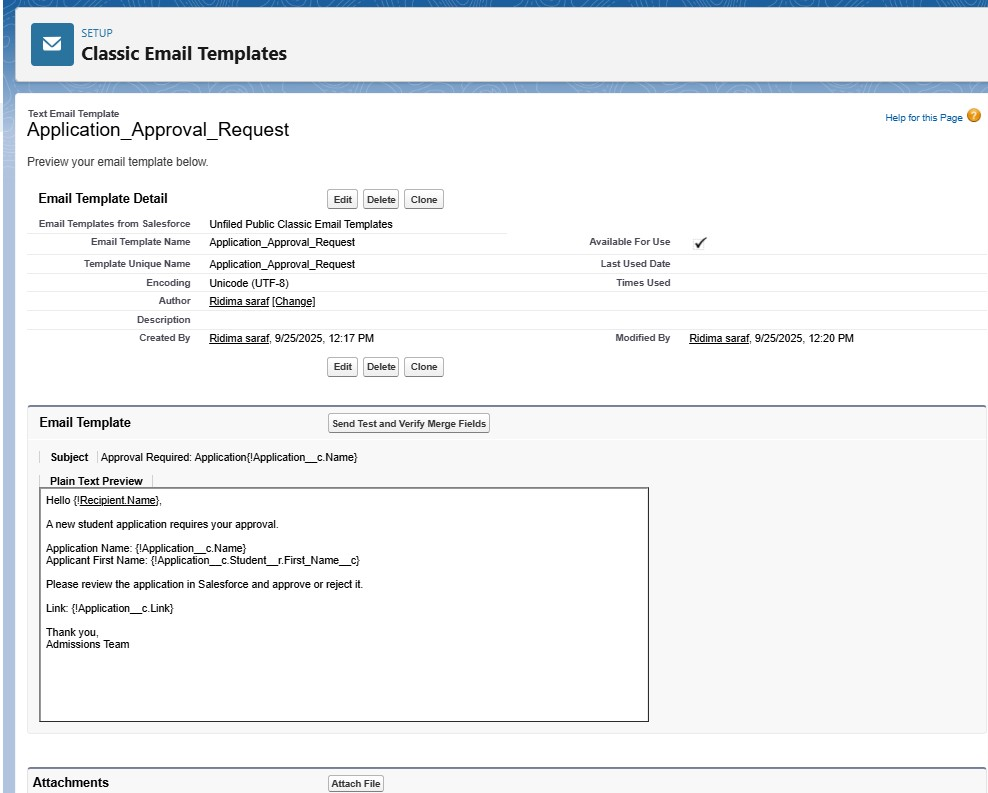 SETUP
Classic Email Templates
Text Email Template
Application_Approval_Request
Help for this Page ?
Preview your email template below.
Email Template Detail Edit Delete Clone
Email Templates from Salesforce Unfiled Public Classic Email Templates
Email Template Name Application_Approval_Request Available For Use ✓
Template Unique Name Application_Approval_Request Last Used Date
Encoding Unicode (UTF-8) Times Used
Author Ridima saraf [Change]
Description
Created By Ridima saraf, 9/25/2025, 12:17 PM Modified By Ridima saraf, 9/25/2025, 12:20 PM
Edit Delete Clone
Email Template Send Test and Verify Merge Fields
Subject Approval Required: Application{!Application__c.Name}
Plain Text Preview
Hello {!Recipient.Name},
A new student application requires your approval.
Application Name: {!Application__c.Name}
Applicant First Name: {!Application__c.Student__r.First_Name__c}
Please review the application in Salesforce and approve or reject it.
Link: {!Application__c.Link}
Thank you,
Admissions Team
Attachments Attach File